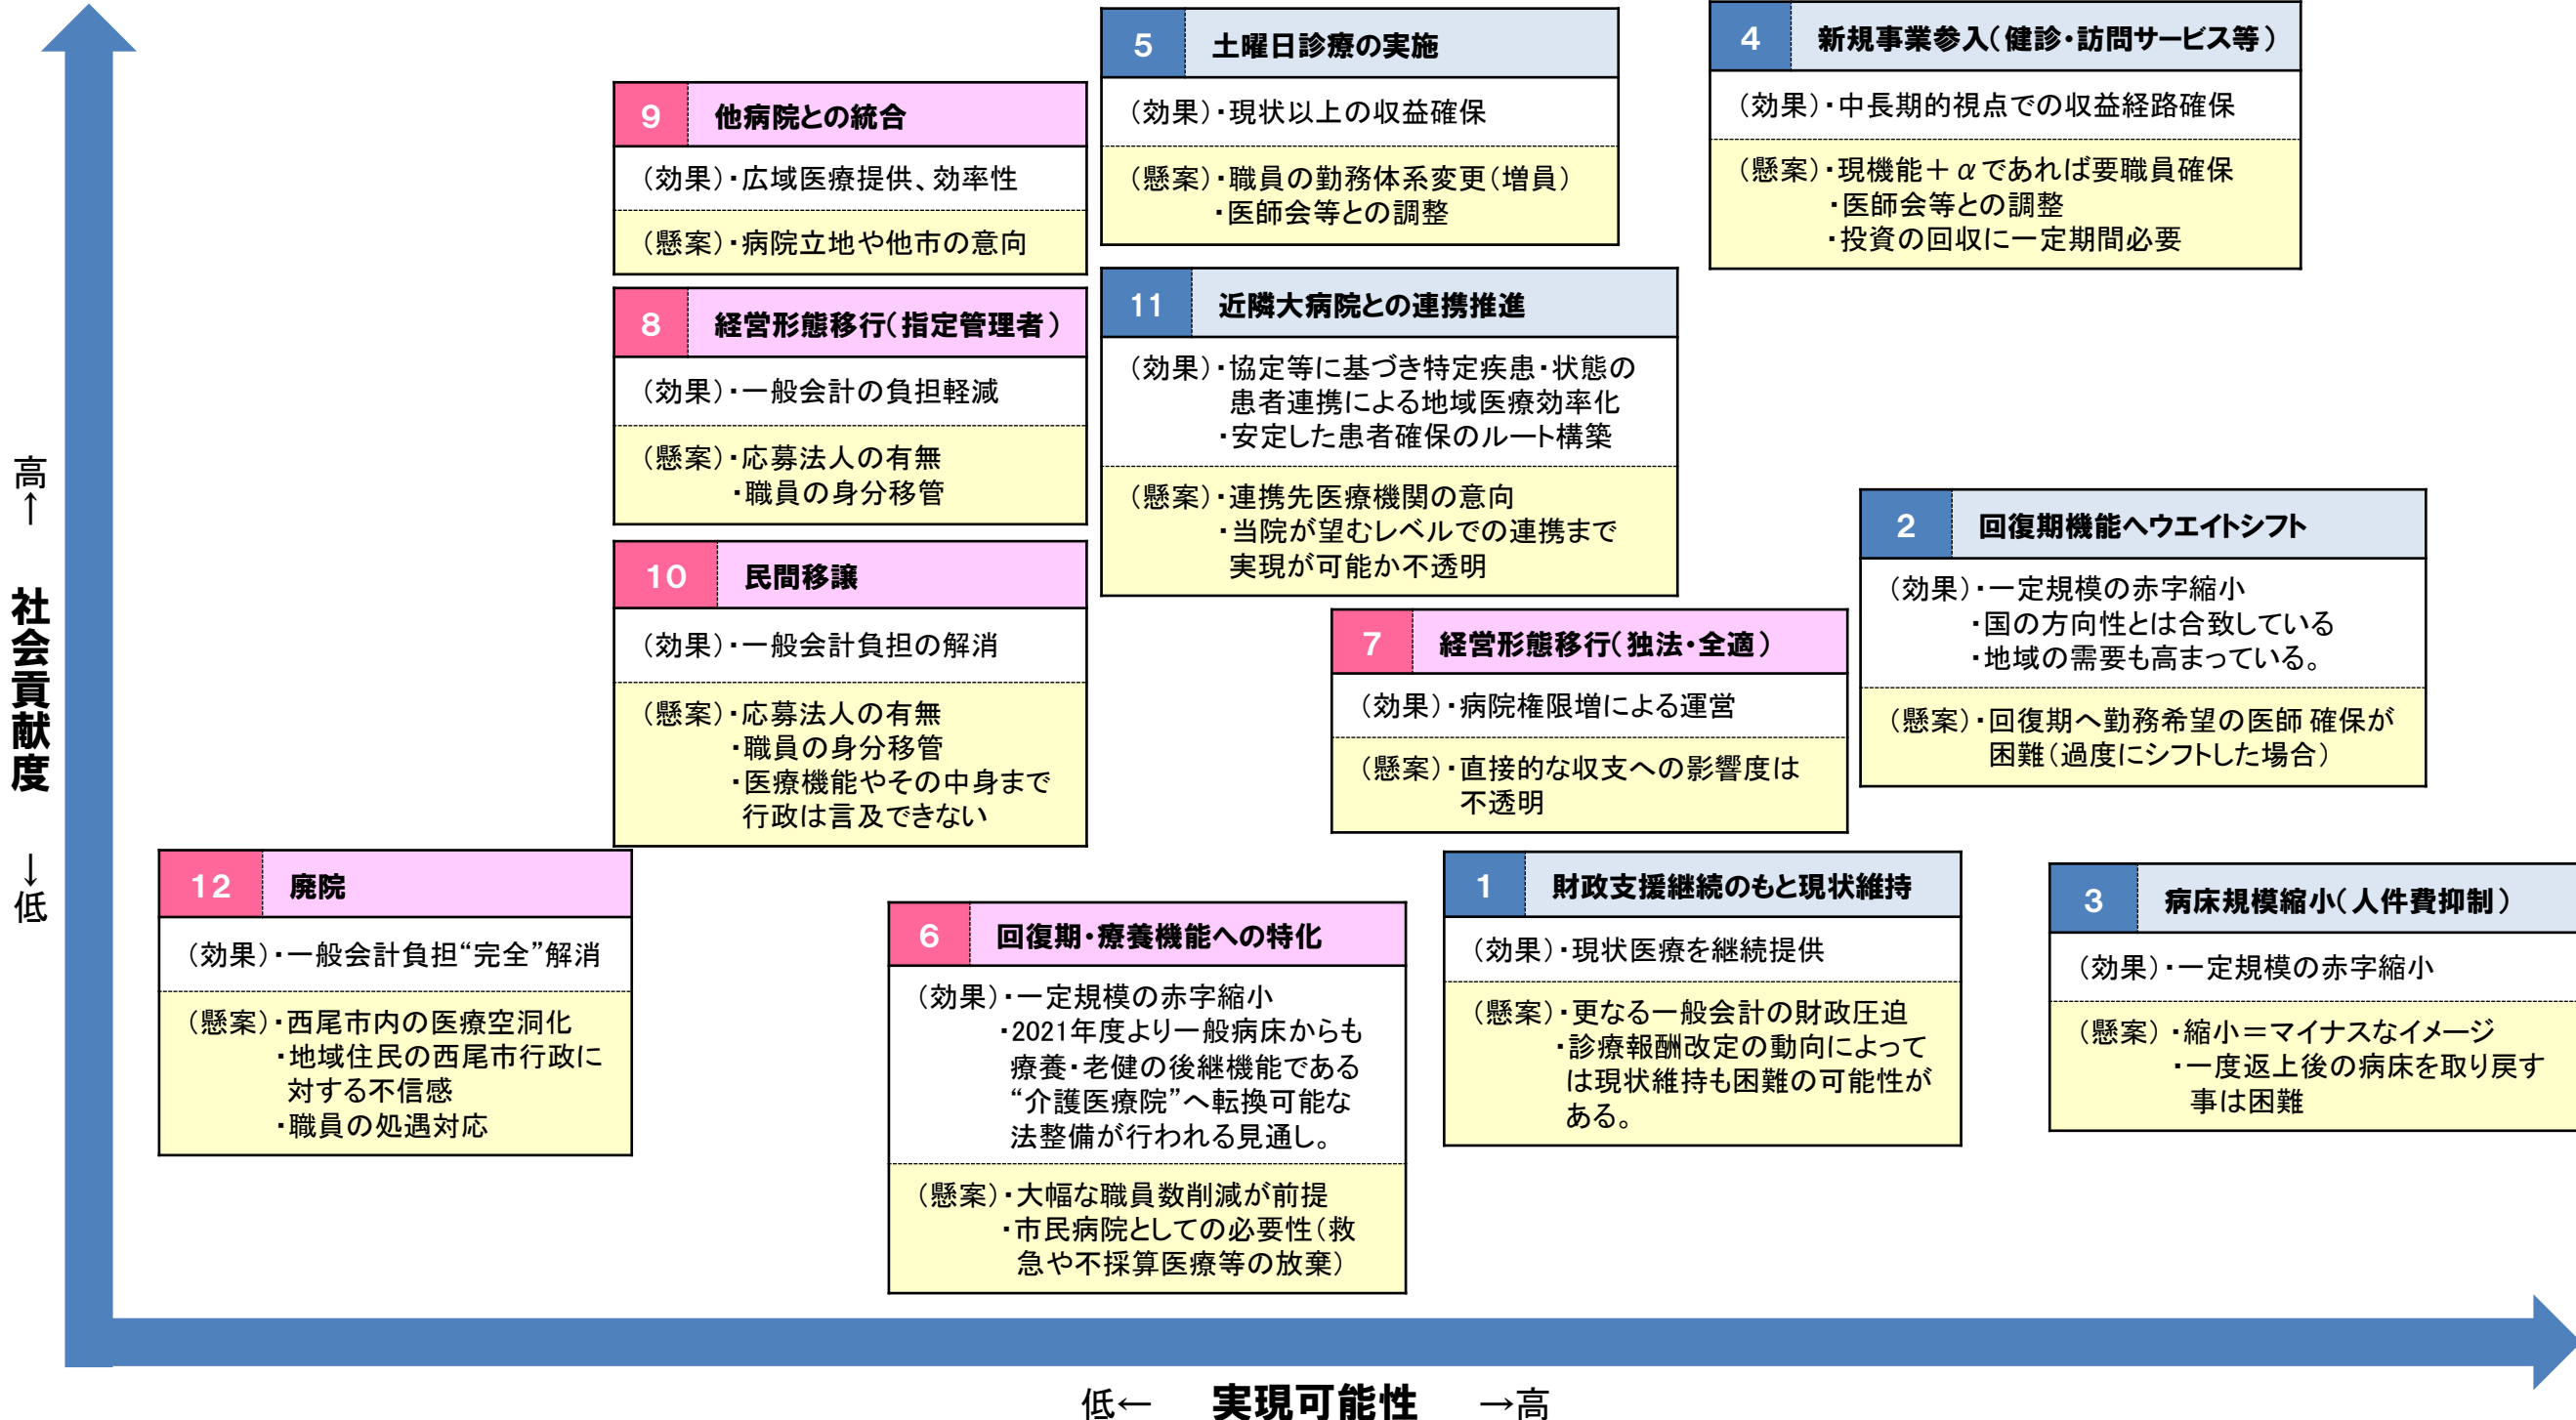 5 土曜日診療の実施
(効果)・現状以上の収益確保
(懸案)・職員の勤務体系変更(増員)
・医師会等との調整
4 新規事業参入(健診・訪問サービス等)
(効果)・中長期的視点での収益経路確保
(懸案)・現機能+αであれば要職員確保
・医師会等との調整
・投資の回収に一定期間必要
9 他病院との統合
(効果)・広域医療提供、効率性
(懸案)・病院立地や他市の意向
8 経営形態移行(指定管理者)
(効果)・一般会計の負担軽減
(懸案)・応募法人の有無
・職員の身分移管
11 近隣大病院との連携推進
(効果)・協定等に基づき特定疾患・状態の
患者連携による地域医療効率化
・安定した患者確保のルート構築
(懸案)・連携先医療機関の意向
・当院が望むレベルでの連携まで
実現が可能か不透明
2 回復期機能へウエイトシフト
(効果)・一定規模の赤字縮小
・国の方向性とは合致している
・地域の需要も高まっている。
(懸案)・回復期へ勤務希望の医師 確保が
困難(過度にシフトした場合)
10 民間移譲
(効果)・一般会計負担の解消
(懸案)・応募法人の有無
・職員の身分移管
・医療機能やその中身まで
行政は言及できない
7 経営形態移行(独法・全適)
(効果)・病院権限増による運営
(懸案)・直接的な収支への影響度は
不透明
12 廃院
(効果)・一般会計負担“完全”解消
(懸案)・西尾市内の医療空洞化
・地域住民の西尾市行政に
対する不信感
・職員の処遇対応
6 回復期・療養機能への特化
(効果)・一定規模の赤字縮小
・2021年度より一般病床からも
療養・老健の後継機能である
“介護医療院”へ転換可能な
法整備が行われる見通し。
(懸案)・大幅な職員数削減が前提
・市民病院としての必要性(救
急や不採算医療等の放棄)
1 財政支援継続のもと現状維持
(効果)・現状医療を継続提供
(懸案)・更なる一般会計の財政圧迫
・診療報酬改定の動向によって
は現状維持も困難の可能性が
ある。
3 病床規模縮小(人件費抑制)
(効果)・一定規模の赤字縮小
(懸案)・縮小=マイナスなイメージ
・一度返上後の病床を取り戻す
事は困難
高↑ 社会貢献度 ↓低
低← 実現可能性 →高